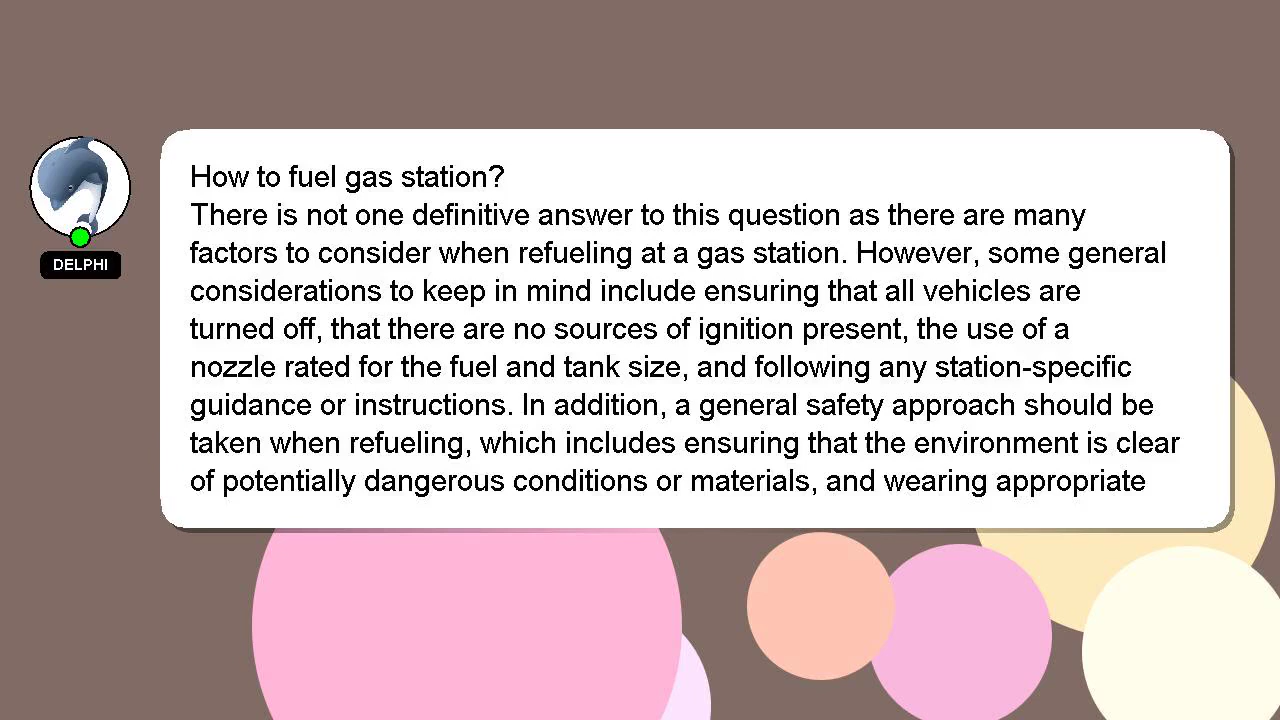 How to fuel gas station?
There is not one definitive answer to this question as there are many
factors to consider when refueling at a gas station. However, some general
considerations to keep in mind include ensuring that all vehicles are
turned off, that there are no sources of ignition present, the use of a
nozzle rated for the fuel and tank size, and following any station-specific
guidance or instructions. In addition, a general safety approach should be
taken when refueling, which includes ensuring that the environment is clear
of potentially dangerous conditions or materials, and wearing appropriate
DELPHI